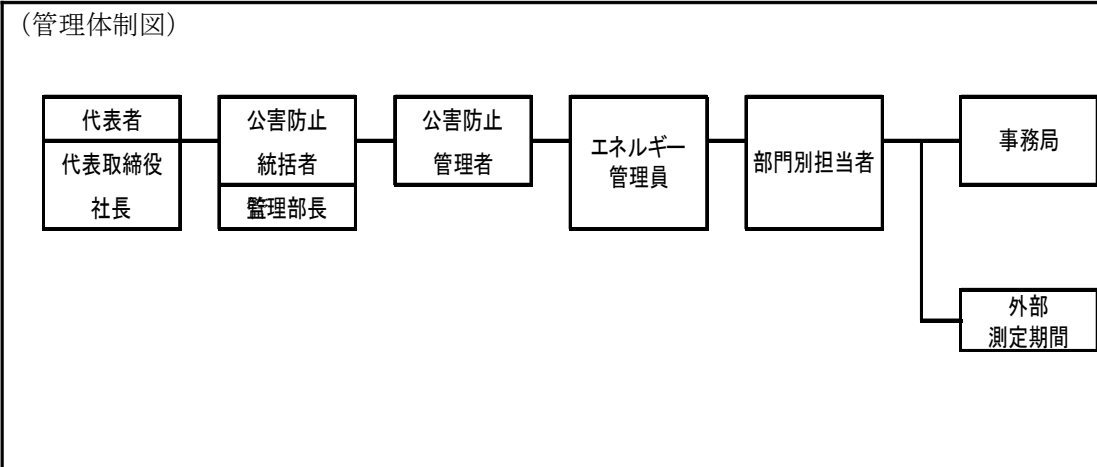 （管理体制図）
代表者
代表取締役
社長
公害防止
統括者
監理部長
公害防止
管理者
エネルギー
管理員
部門別担当者
事務局
外部
測定期間